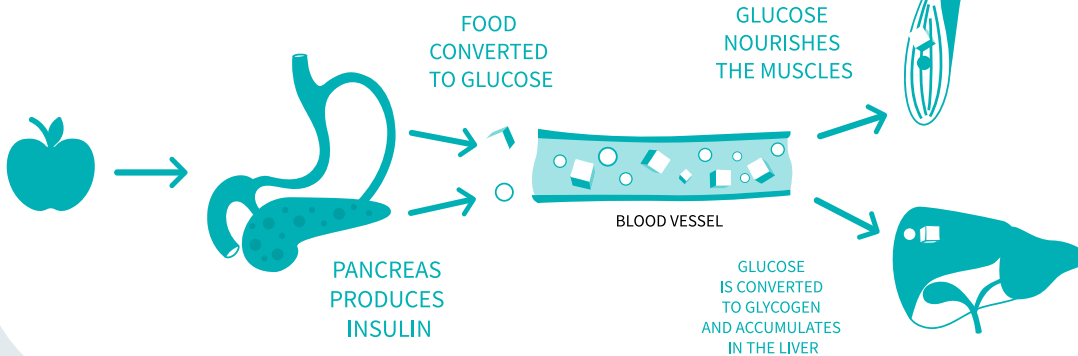 FOOD
CONVERTED
TO GLUCOSE
GLUCOSE
NOURISHES
THE MUSCLES
BLOOD VESSEL
PANCREAS
PRODUCES
INSULIN
GLUCOSE
IS CONVERTED
TO GLYCOGEN
AND ACCUMULATES
IN THE LIVER